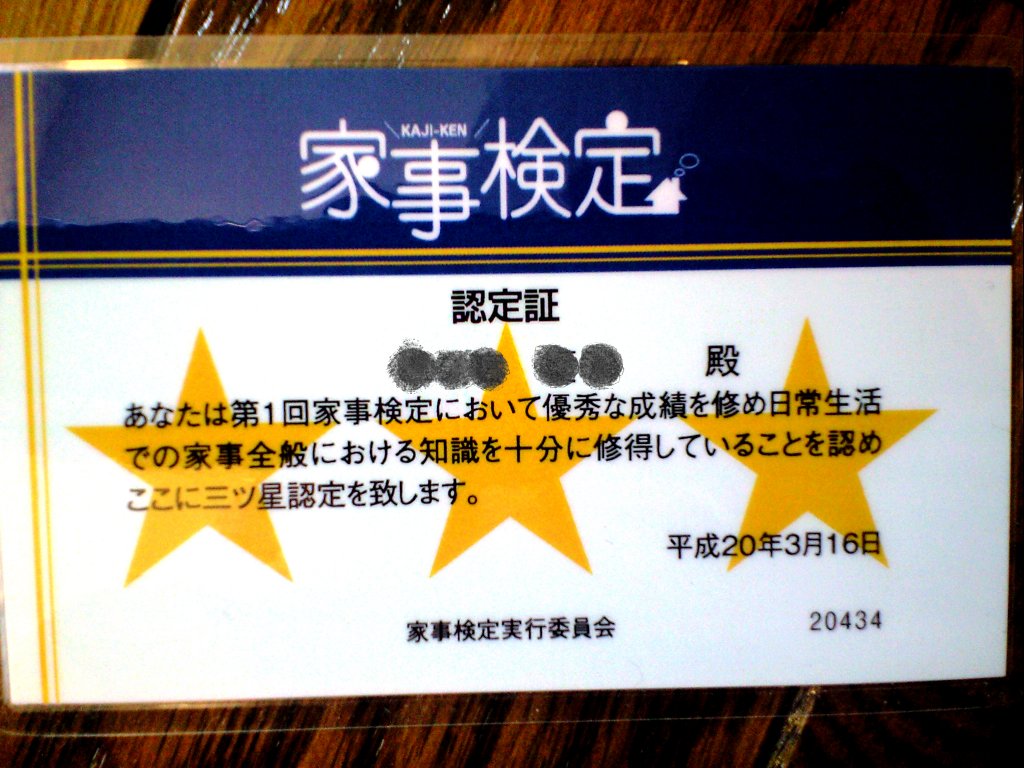 KAJI-KEN
家事検定
認定証
殿
あなたは第1回家事検定において優秀な成績を修め日常生活
での家事全般における知識を十分に修得していることを認め
ここに三ツ星認定を致します。
平成20年3月16日
家事検定実行委員会
20434